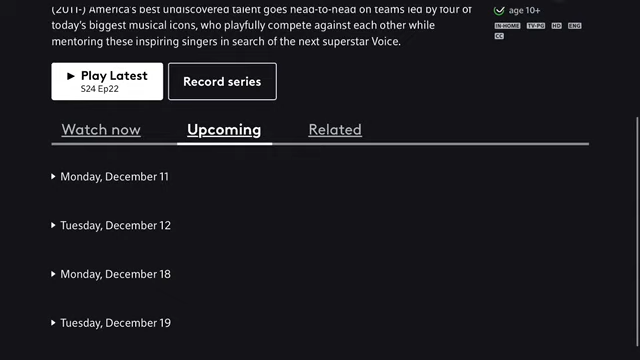 (2011-) America's best undiscovered talent goes head-to-head on teams led by four of
today's biggest musical icons, who playfully compete against each other while
mentoring these inspiring singers in search of the next superstar Voice.
age 10+
IN-HOME TV-PG HD ENG
CC
Play Latest
S24 Ep22
Record series
Watch now Upcoming Related
Monday, December 11
Tuesday, December 12
Monday, December 18
Tuesday, December 19